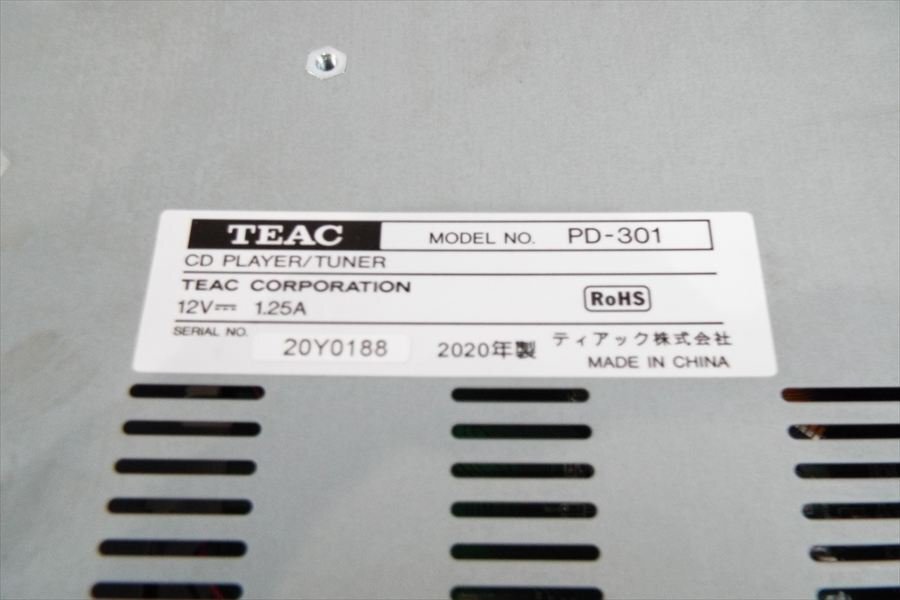 TEAC MODEL NO. PD-301
CD PLAYER/TUNER
TEAC CORPORATION
12V⎓ 1.25A
RoHS
SERIAL NO. 20Y0188 2020年製 ティアック株式会社
MADE IN CHINA